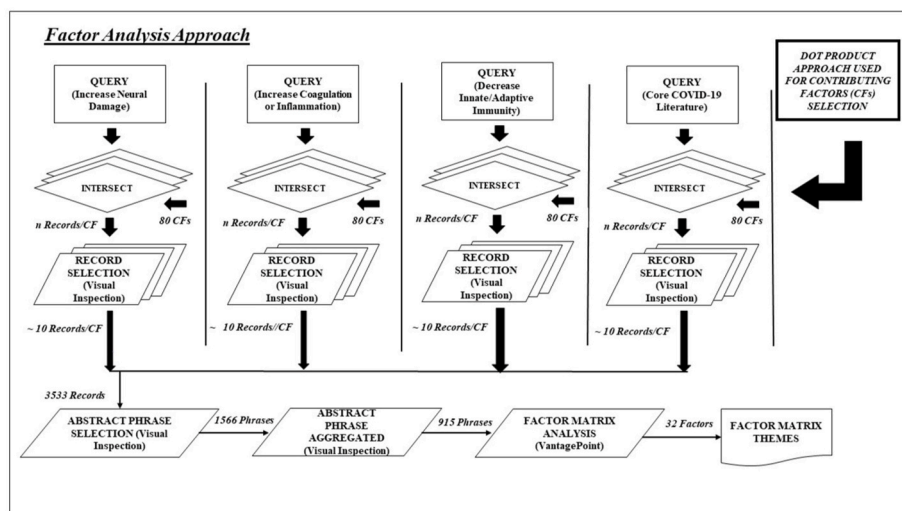 Factor Analysis Approach
QUERY
(Increase Neural
Damage)
QUERY
(Increase Coagulation
or Inflammation)
QUERY
(Decrease
Innate/Adaptive
Immunity)
QUERY
(Core COVID-19
Literature)
DOT PRODUCT
APPROACH USED
FOR CONTRIBUTING
FACTORS (CFs)
SELECTION
INTERSECT
INTERSECT
INTERSECT
INTERSECT
n Records/CF
80 CFs
n Records/CF
80 CFs
n Records/CF
80 CFs
n Records/CF
80 CFs
RECORD
SELECTION
(Visual
Inspection)
RECORD
SELECTION
(Visual
Inspection)
RECORD
SELECTION
(Visual
Inspection)
RECORD
SELECTION
(Visual
Inspection)
~ 10 Records/CF
~ 10 Records//CF
~ 10 Records/CF
~ 10 Records/CF
3533 Records
ABSTRACT PHRASE
SELECTION (Visual
Inspection)
1566 Phrases
ABSTRACT
PHRASE
AGGREGATED
(Visual Inspection)
915 Phrases
FACTOR MATRIX
ANALYSIS
(VantagePoint)
32 Factors
FACTOR MATRIX
THEMES